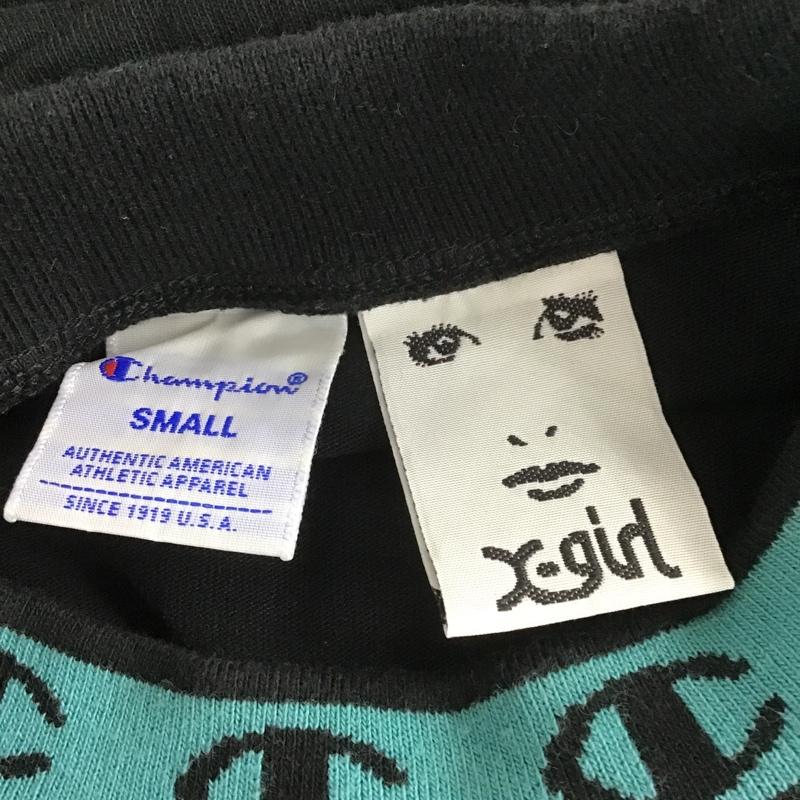 Champion®
SMALL
AUTHENTIC AMERICAN
ATHLETIC APPAREL
SINCE 1919 U.S.A.
X-girl